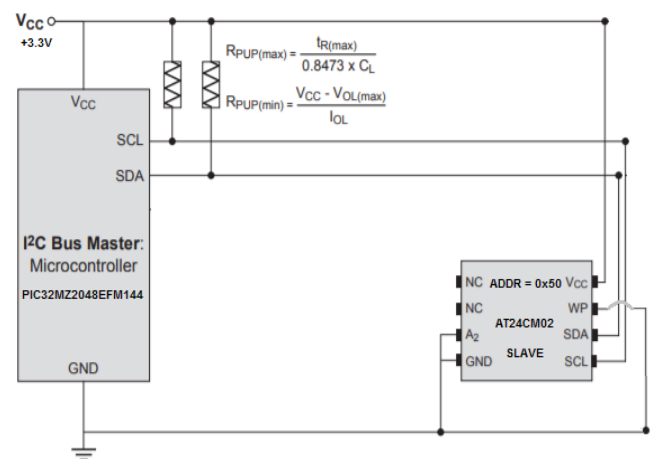 VCC
+3.3V
RPUP(max) = tR(max)
0.8473 x CL
RPUP(min) = VCC - VOL(max)
IOL
VCC
SCL
SDA
I2C Bus Master:
Microcontroller
PIC32MZ2048EFM144
GND
NC ADDR = 0x50 VCC
NC WP
AT24CM02
A2 SDA
SLAVE
GND SCL